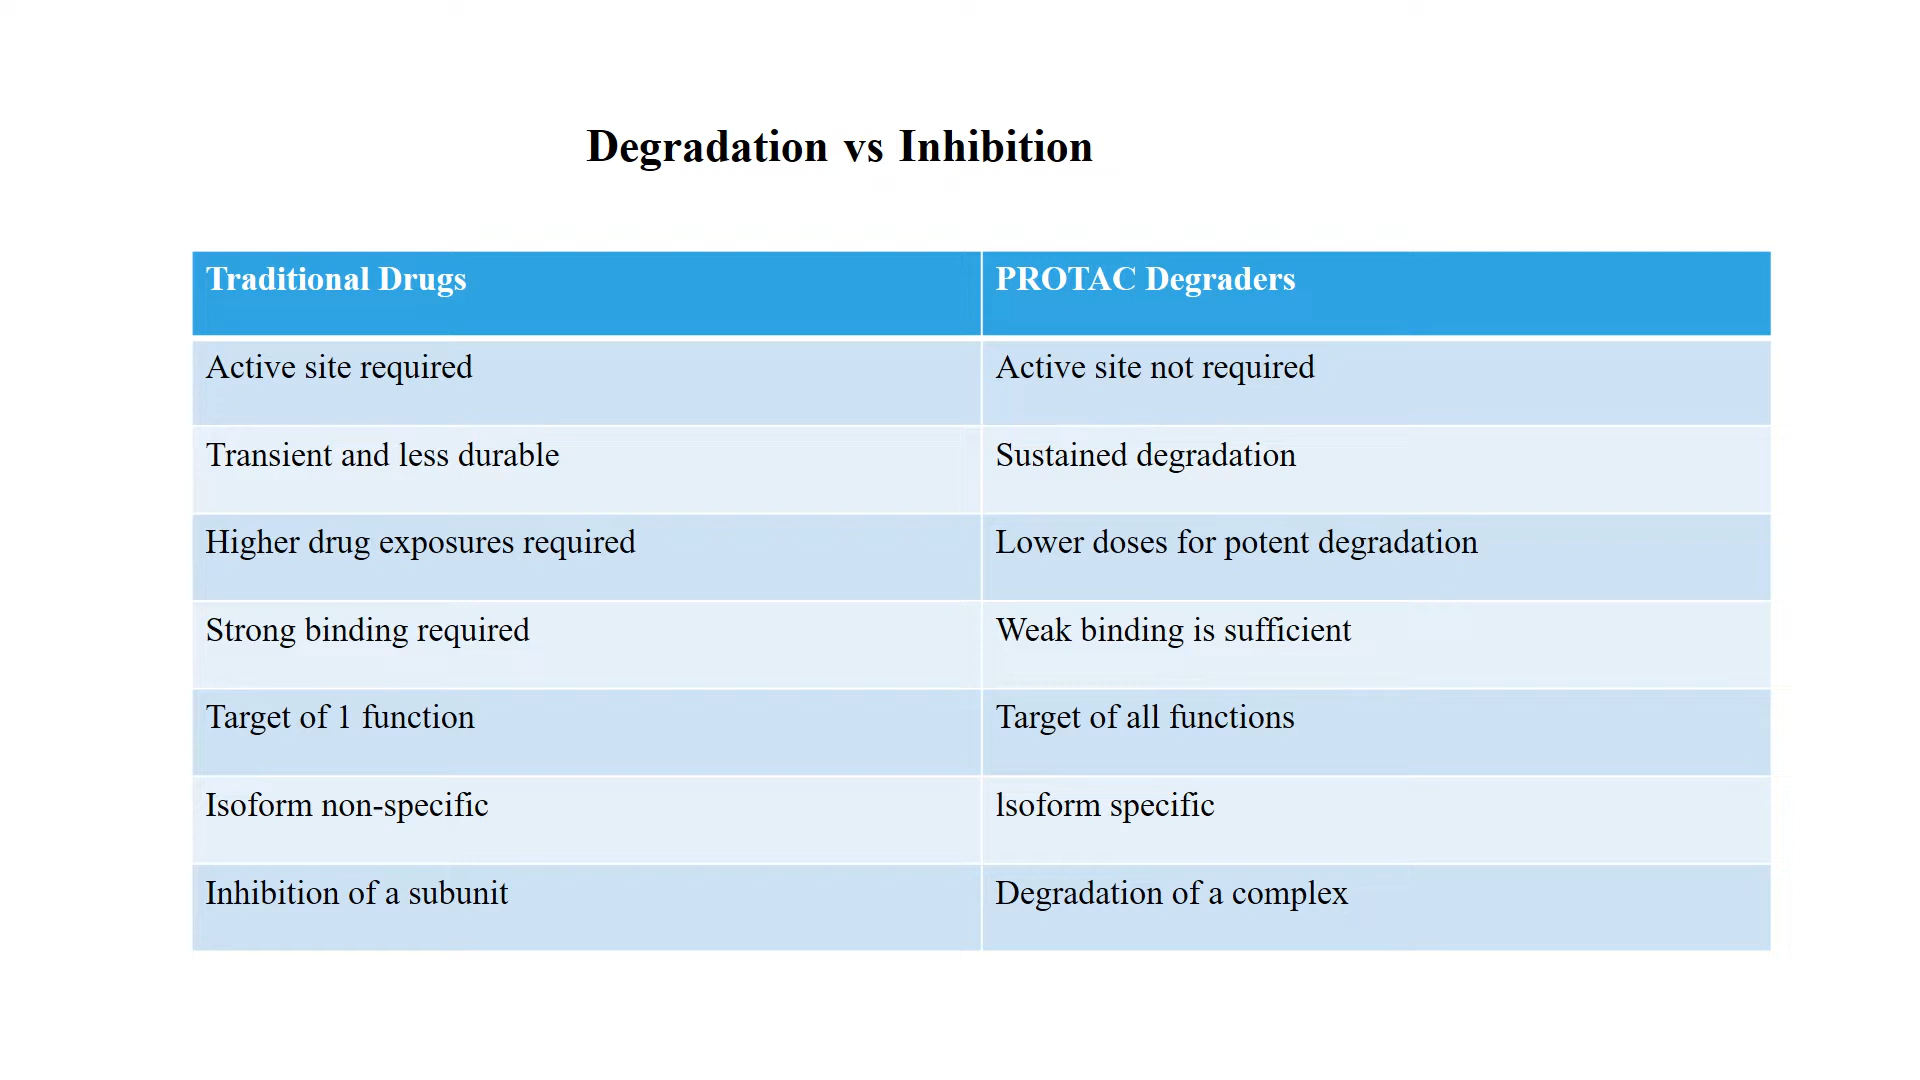 Degradation vs Inhibition
Traditional Drugs
PROTAC Degraders
Active site required
Active site not required
Transient and less durable
Sustained degradation
Higher drug exposures required
Lower doses for potent degradation
Strong binding required
Weak binding is sufficient
Target of 1 function
Target of all functions
Isoform non-specific
lsoform specific
Inhibition of a subunit
Degradation of a complex